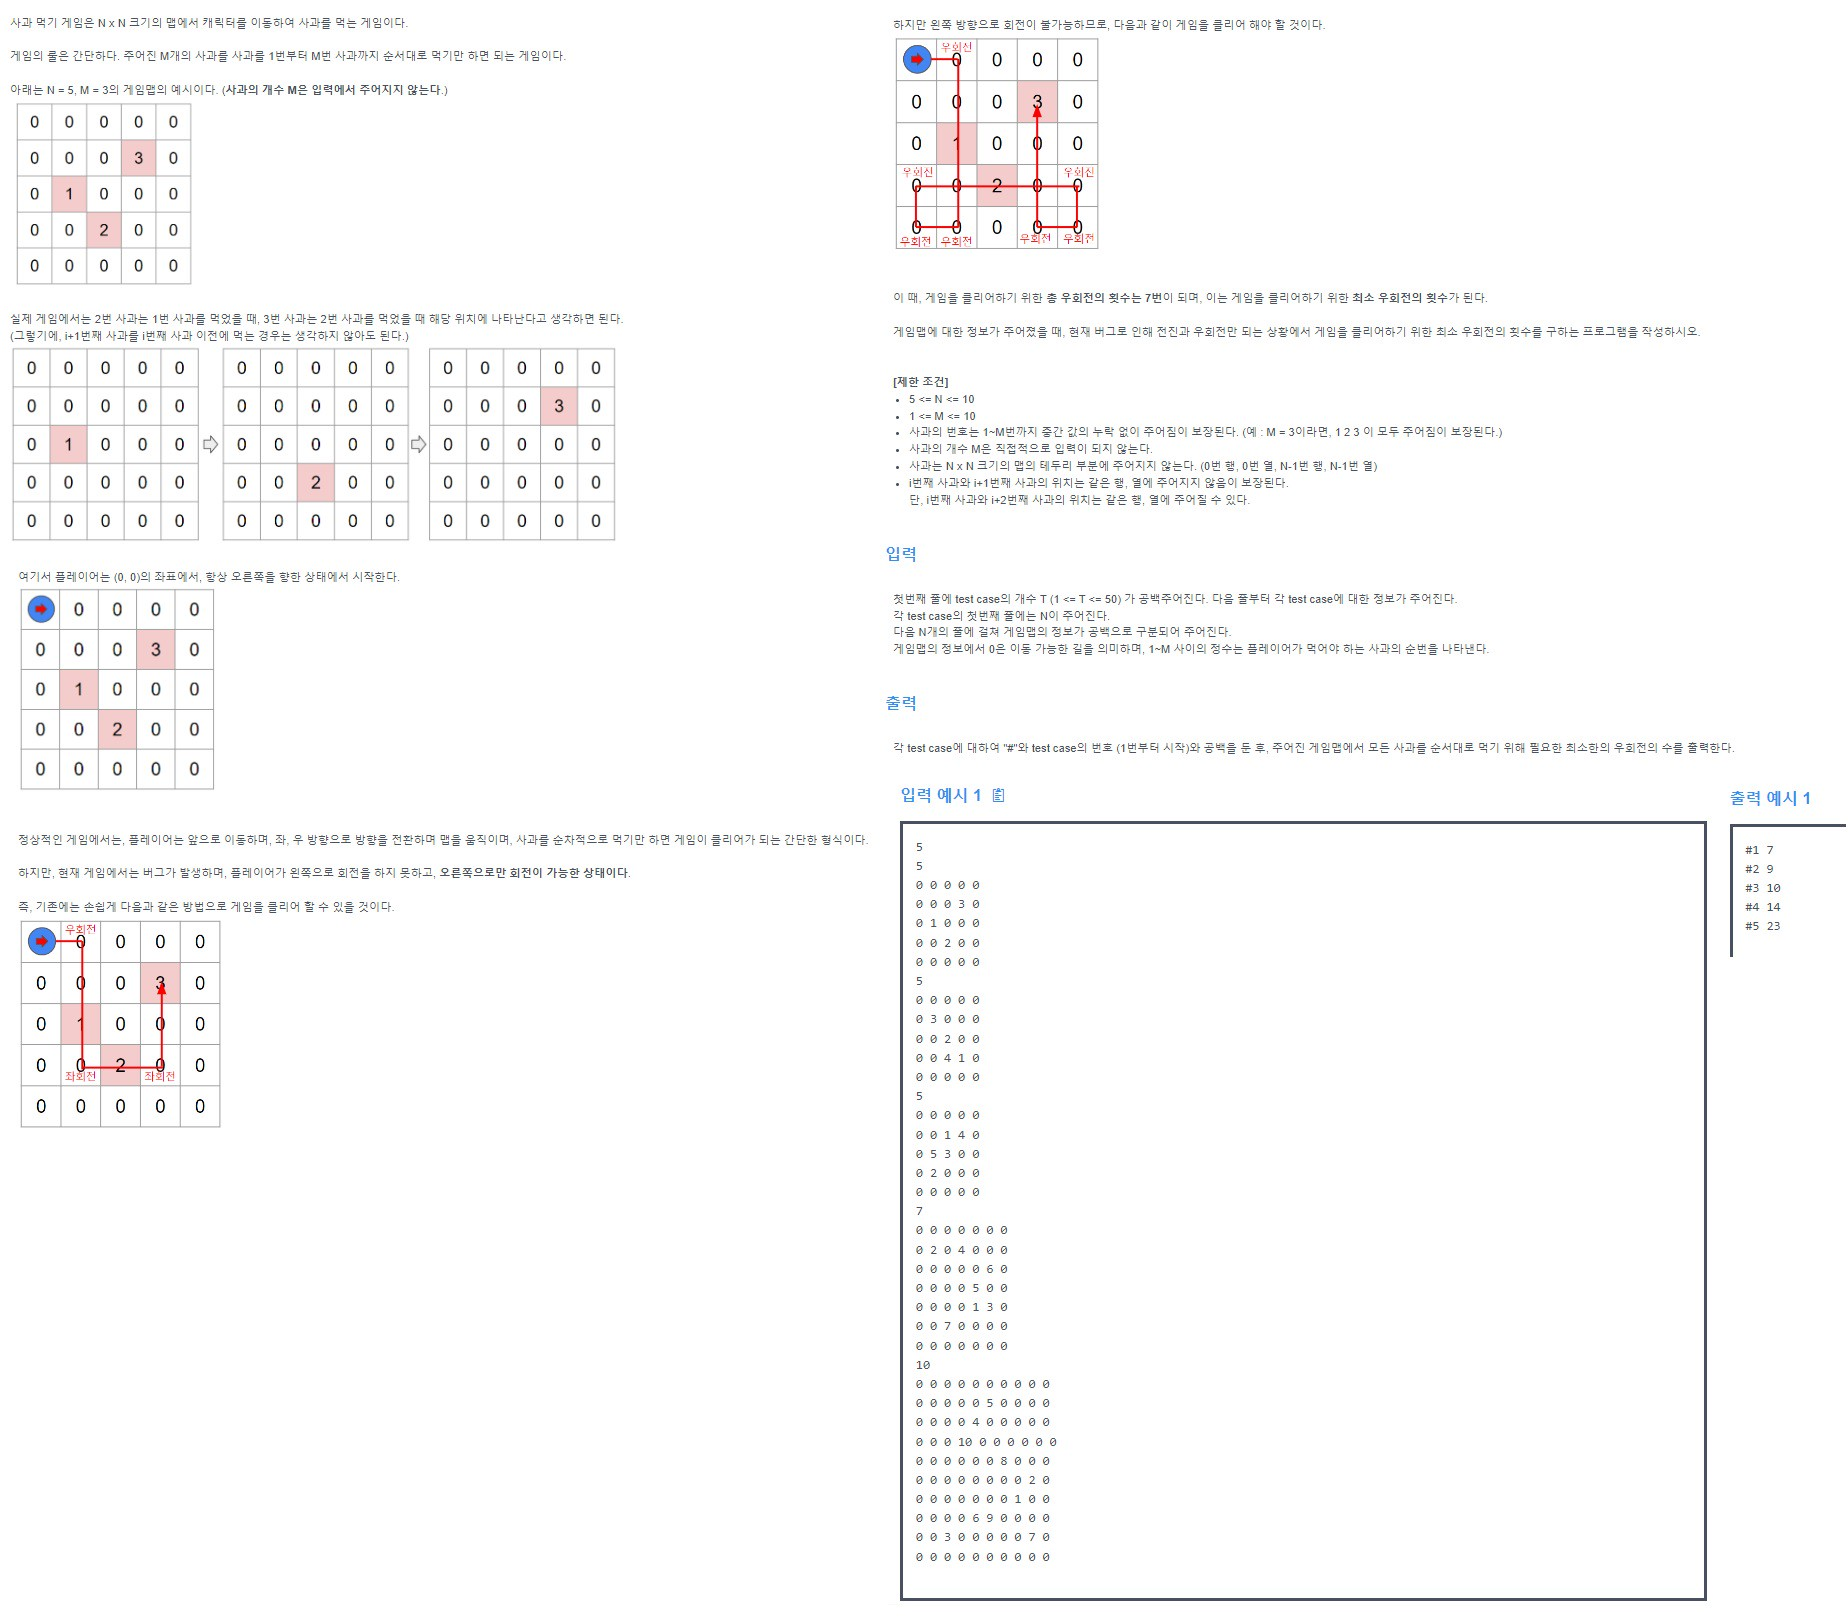 사과 먹기 게임은 N x N 크기의 맵에서 캐릭터를 이동하여 사과를 먹는 게임이다.
게임의 룰은 간단하다. 주어진 M개의 사과를 사과를 1번부터 M번 사과까지 순서대로 먹기만 하면 되는 게임이다.
아래는 N = 5, M = 3의 게임맵의 예시이다. (사과의 개수 M은 입력에서 주어지지 않는다.)
0 0 0 0 0
0 0 0 3 0
0 1 0 0 0
0 0 2 0 0
0 0 0 0 0
실제 게임에서는 2번 사과는 1번 사과를 먹었을 때, 3번 사과는 2번 사과를 먹었을 때 해당 위치에 나타난다고 생각하면 된다.
(그렇기에, i+1번째 사과를 i번째 사과 이전에 먹는 경우는 생각하지 않아도 된다.)
0 0 0 0 0 0 0 0 0 0 0 0 0 0 0
0 0 0 0 0 0 0 0 0 0 0 0 0 3 0
0 1 0 0 0 ⇨ 0 0 0 0 0 ⇨ 0 0 0 0 0
0 0 0 0 0 0 0 2 0 0 0 0 0 0 0
0 0 0 0 0 0 0 0 0 0 0 0 0 0 0
여기서 플레이어는 (0, 0)의 좌표에서, 항상 오른쪽을 향한 상태에서 시작한다.
0 0 0 0
0 0 0 3 0
0 1 0 0 0
0 0 2 0 0
0 0 0 0 0
정상적인 게임에서는, 플레이어는 앞으로 이동하며, 좌, 우 방향으로 방향을 전환하며 맵을 움직이며, 사과를 순차적으로 먹기만 하면 게임이 클리어가 되는 간단한 형식이다.
하지만, 현재 게임에서는 버그가 발생하며, 플레이어가 왼쪽으로 회전을 하지 못하고, 오른쪽으로만 회전이 가능한 상태이다.
즉, 기존에는 손쉽게 다음과 같은 방법으로 게임을 클리어 할 수 있을 것이다.
우회전
0 0 0 0
0 0 0 3 0
0 1 0 0 0
0 0 2 0 0
좌회전 좌회전
0 0 0 0 0
하지만 왼쪽 방향으로 회전이 불가능하므로, 다음과 같이 게임을 클리어 해야 할 것이다.
우회전
0 0 0 0
0 0 0 3 0
0 1 0 0 0
우회전 우회전
0 0 2 0 0
0 0 0 0 0
우회전 우회전 우회전 우회전
이 때, 게임을 클리어하기 위한 총 우회전의 횟수는 7번이 되며, 이는 게임을 클리어하기 위한 최소 우회전의 횟수가 된다.
게임맵에 대한 정보가 주어졌을 때, 현재 버그로 인해 전진과 우회전만 되는 상황에서 게임을 클리어하기 위한 최소 우회전의 횟수를 구하는 프로그램을 작성하시오.
[제한 조건]
• 5 <= N <= 10
• 1 <= M <= 10
• 사과의 번호는 1~M번까지 중간 값의 누락 없이 주어짐이 보장된다. (예 : M = 3이라면, 1 2 3 이 모두 주어짐이 보장된다.)
• 사과의 개수 M은 직접적으로 입력이 되지 않는다.
• 사과는 N x N 크기의 맵의 테두리 부분에 주어지지 않는다. (0번 행, 0번 열, N-1번 행, N-1번 열)
• i번째 사과와 i+1번째 사과의 위치는 같은 행, 열에 주어지지 않음이 보장된다.
단, i번째 사과와 i+2번째 사과의 위치는 같은 행, 열에 주어질 수 있다.
입력
첫번째 줄에 test case의 개수 T (1 <= T <= 50) 가 공백주어진다. 다음 줄부터 각 test case에 대한 정보가 주어진다.
각 test case의 첫번째 줄에는 N이 주어진다.
다음 N개의 줄에 걸쳐 게임맵의 정보가 공백으로 구분되어 주어진다.
게임맵의 정보에서 0은 이동 가능한 길을 의미하며, 1~M 사이의 정수는 플레이어가 먹어야 하는 사과의 순번을 나타낸다.
출력
각 test case에 대하여 "#"와 test case의 번호 (1번부터 시작)와 공백을 둔 후, 주어진 게임맵에서 모든 사과를 순서대로 먹기 위해 필요한 최소한의 우회전의 수를 출력한다.
입력 예시 1
5
5
0 0 0 0 0
0 0 0 3 0
0 1 0 0 0
0 0 2 0 0
0 0 0 0 0
5
0 0 0 0 0
0 3 0 0 0
0 0 2 0 0
0 0 4 1 0
0 0 0 0 0
5
0 0 0 0 0
0 0 1 4 0
0 5 3 0 0
0 2 0 0 0
0 0 0 0 0
7
0 0 0 0 0 0 0
0 2 0 4 0 0 0
0 0 0 0 0 6 0
0 0 0 0 5 0 0
0 0 0 0 1 3 0
0 0 7 0 0 0 0
0 0 0 0 0 0 0
10
0 0 0 0 0 0 0 0 0 0
0 0 0 0 0 5 0 0 0 0
0 0 0 0 4 0 0 0 0 0
0 0 0 10 0 0 0 0 0 0
0 0 0 0 0 0 8 0 0 0
0 0 0 0 0 0 0 0 2 0
0 0 0 0 0 0 0 1 0 0
0 0 0 0 6 9 0 0 0 0
0 0 3 0 0 0 0 0 7 0
0 0 0 0 0 0 0 0 0 0
출력 예시 1
#1 7
#2 9
#3 10
#4 14
#5 23